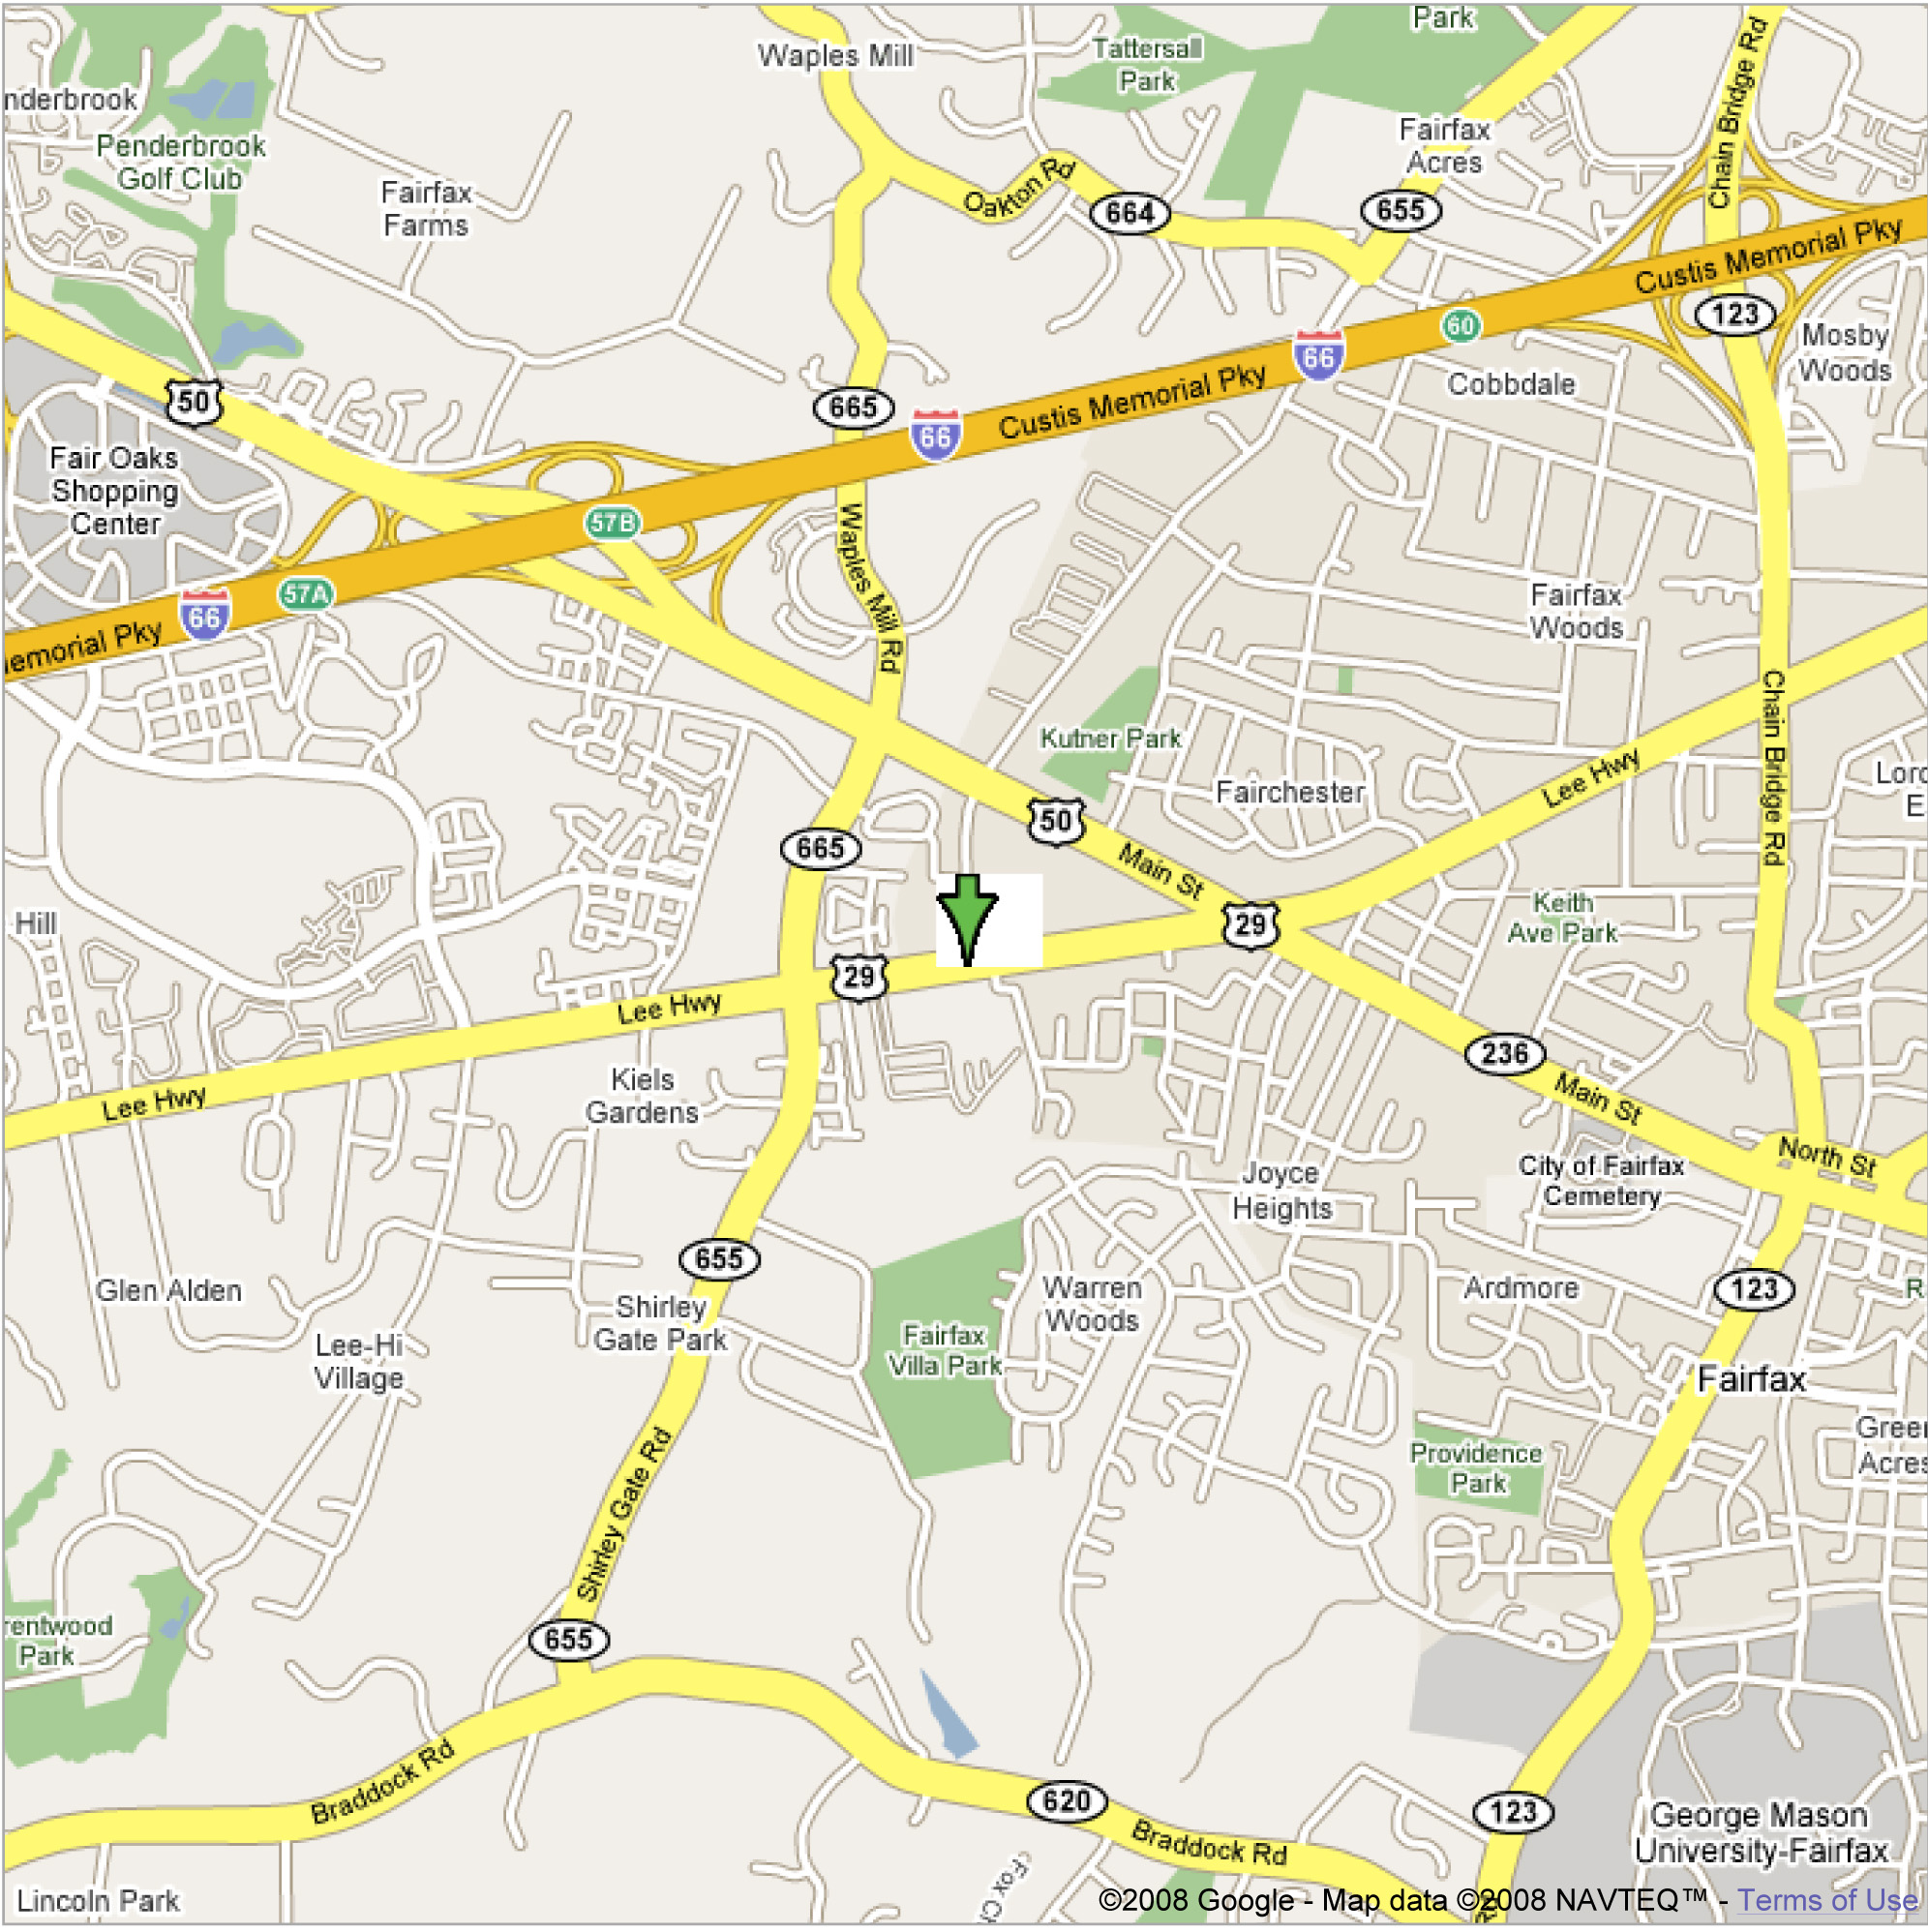 Park
Waples Mill
Tattersall
Park
Chain Bridge Rd
nderbrook
Fairfax
Acres
Penderbrook
Golf Club
Fairfax
Farms
Oakton Rd
664
655
Custis Memorial Pky
123
60
66
Mosby
Woods
Cobbdale
50
665
66
Custis Memorial Pky
Fair Oaks
Shopping
Center
57B
Waples Mill Rd
57A
66
emorial Pky
Fairfax
Woods
Chain Bridge Rd
Kutner Park
Lee Hwy
Fairchester
50
665
Main St
Hill
Keith
Ave Park
29
29
Lee Hwy
236
Main St
Kiels
Gardens
Lee Hwy
North St
City of Fairfax
Cemetery
Joyce
Heights
655
Glen Alden
Shirley
Gate Park
Warren
Woods
Ardmore
123
R
Lee-Hi
Village
Fairfax
Villa Park
Fairfax
Providence
Park
Shirley Gate Rd
rentwood
Park
655
Braddock Rd
620
Braddock Rd
123
George Mason
University-Fairfax
Lincoln Park
©2008 Google - Map data ©2008 NAVTEQ™ - Terms of Use